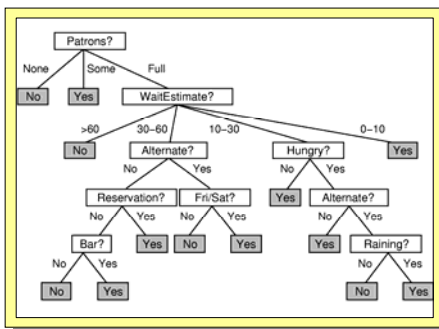 Patrons?
None Some Full
No Yes WaitEstimate?
>60 30–60 10–30 0–10
No Alternate? Hungry? Yes
No Yes No Yes
Reservation? Fri/Sat? Yes Alternate?
No Yes No Yes No Yes
Bar? Yes No Yes Yes Raining?
No Yes No Yes
No Yes No Yes